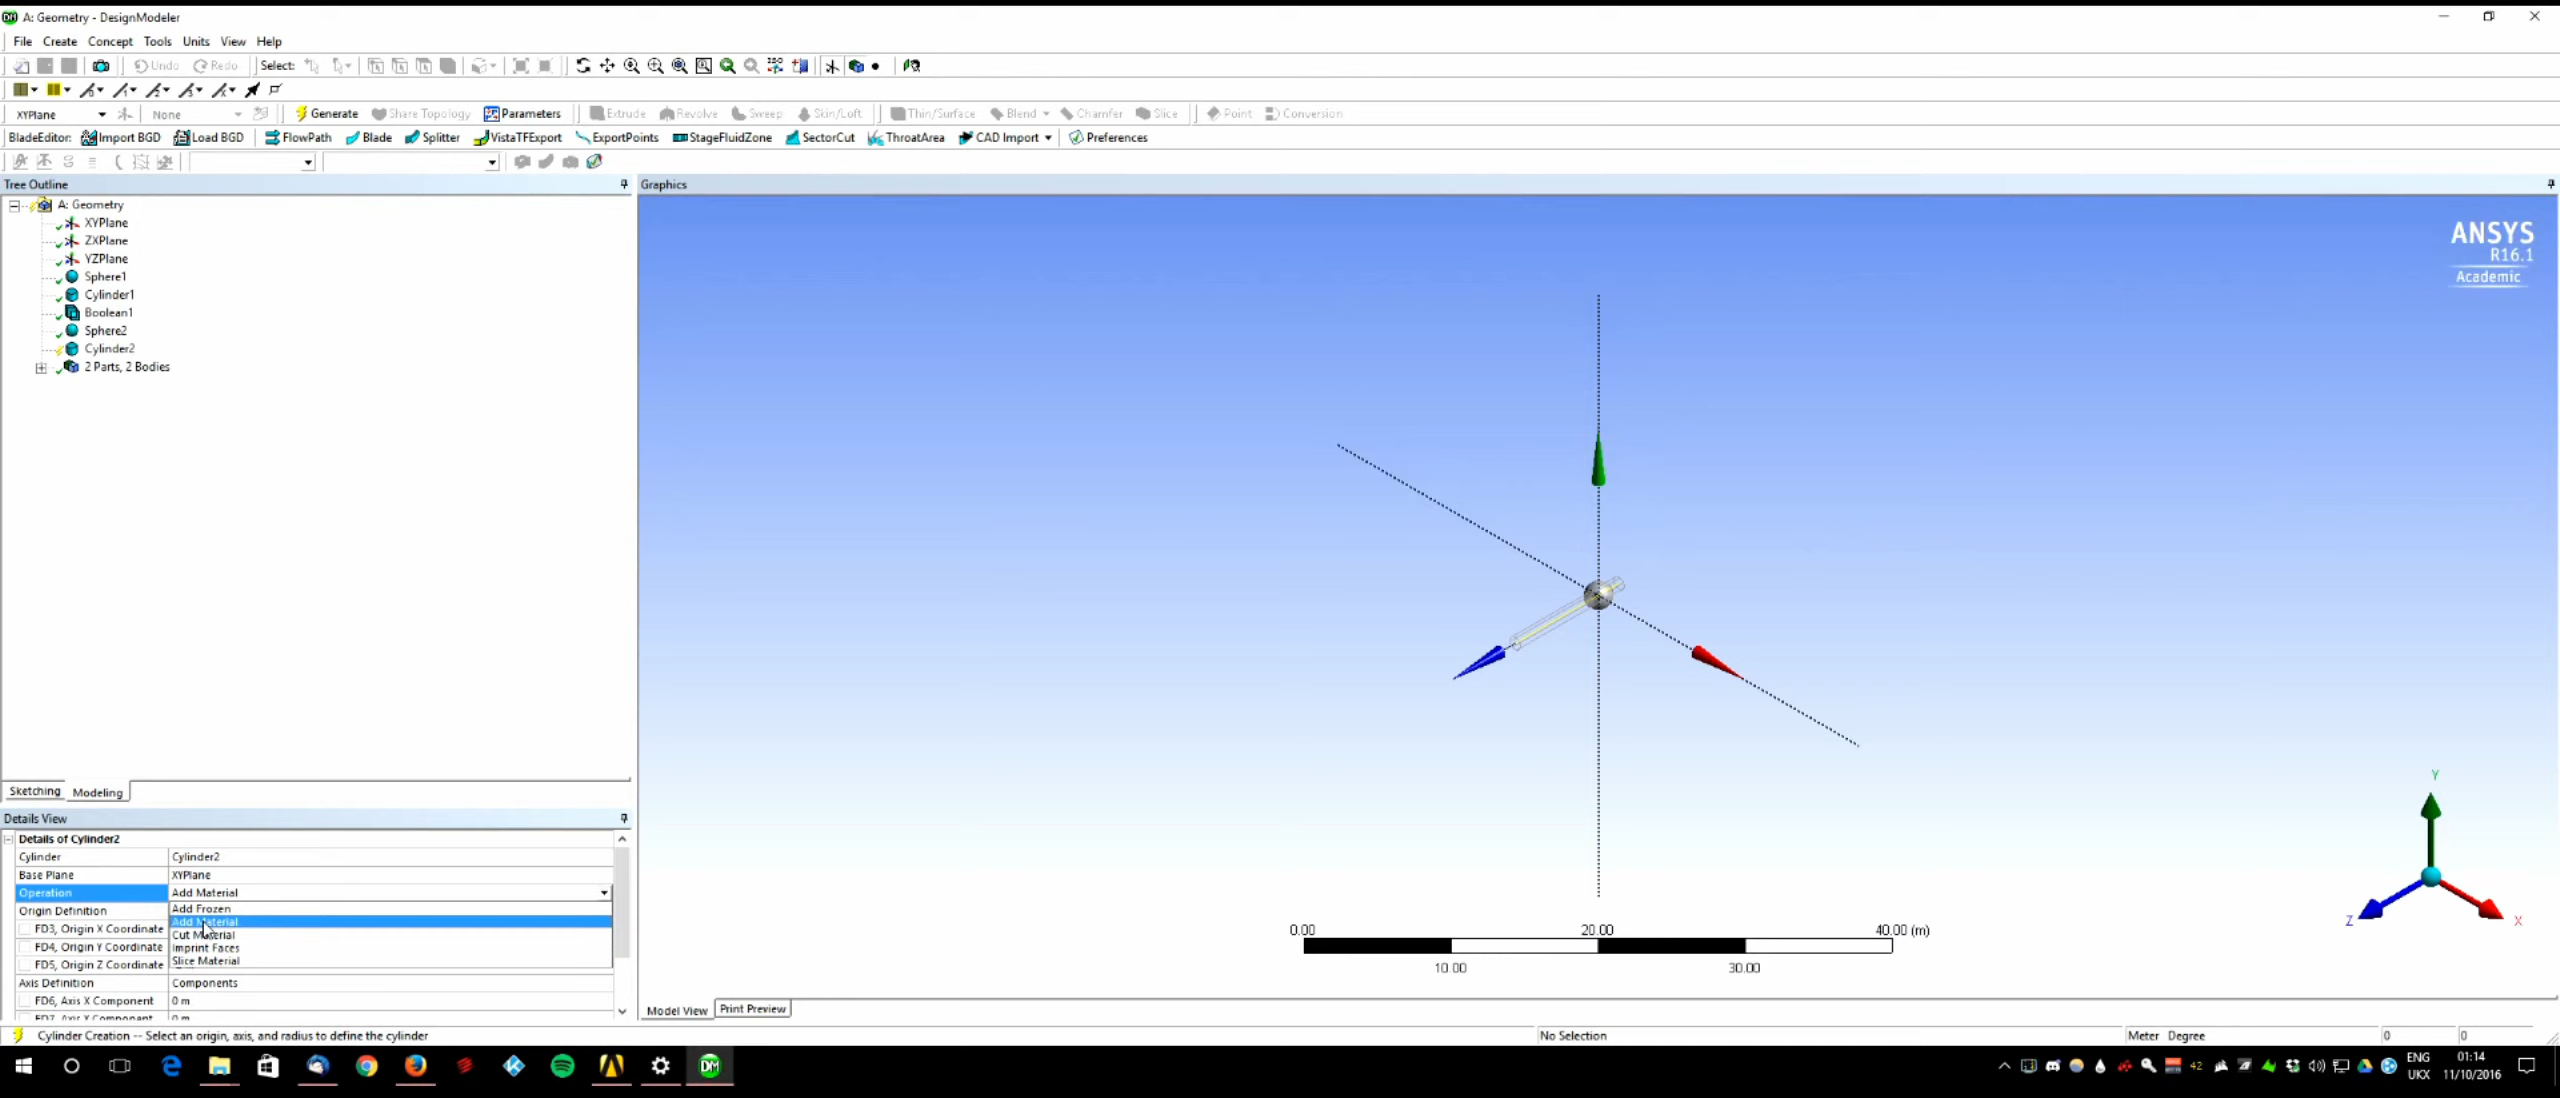 A: Geometry - DesignModeler
File Create Concept Tools Units View Help
Undo Redo Select:
XYPlane None Generate Share Topology Parameters Extrude Revolve Sweep Skin/Loft Thin/Surface Blend Chamfer Slice Point Conversion
BladeEditor: Import BGD Load BGD FlowPath Blade Splitter VistaTFExport ExportPoints StageFluidZone SectorCut ThroatArea CAD Import Preferences
Tree Outline
Graphics
A: Geometry
XYPlane
ZXPlane
YZPlane
Sphere1
Cylinder1
Boolean1
Sphere2
Cylinder2
2 Parts, 2 Bodies
ANSYS
R16.1
Academic
Y
Z
X
0.00 20.00 40.00 (m)
10.00 30.00
Sketching Modeling
Details View
Details of Cylinder2
Cylinder Cylinder2
Base Plane XYPlane
Operation Add Material
Origin Definition
Add Frozen
Add Material
Cut Material
Imprint Faces
Slice Material
FD3, Origin X Coordinate
FD4, Origin Y Coordinate
FD5, Origin Z Coordinate
Axis Definition Components
FD6, Axis X Component 0 m
FD7, Axis Y Component 0 m
Model View Print Preview
Cylinder Creation -- Select an origin, axis, and radius to define the cylinder
No Selection
Meter Degree 0 0
DM
42
ENG
UKX
01:14
11/10/2016